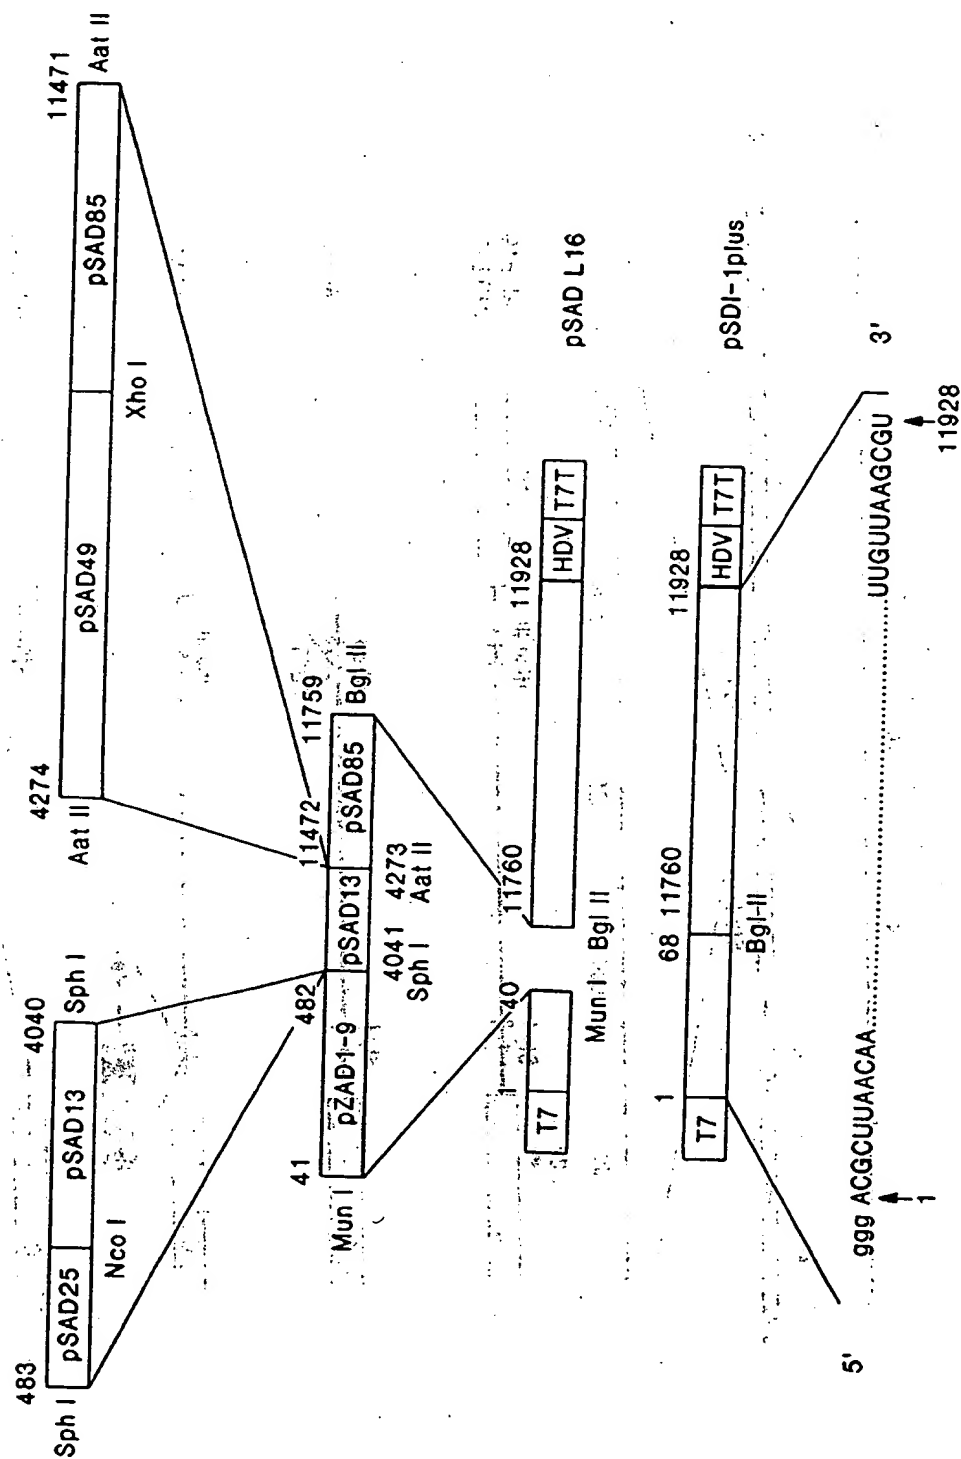 483 4040 4274 11471
Sph I pSAD25 pSAD13 Sph I Aat II pSAD49 pSAD85 Aat II
Nco I Xho I
41 482 11472 11759
Mun I pZAD1-9 pSAD13 pSAD85 Bgl II
4041 4273
Sph I Aat II
1 40 11760 11928
T7 HDV T7T pSAD L16
Mun I Bgl II
1 68 11760 11928
T7 HDV T7T pSDI-1plus
Bgl-II
5' ggg ACGCUUAACAA UUGUUAAGCGU 3'
1 11928